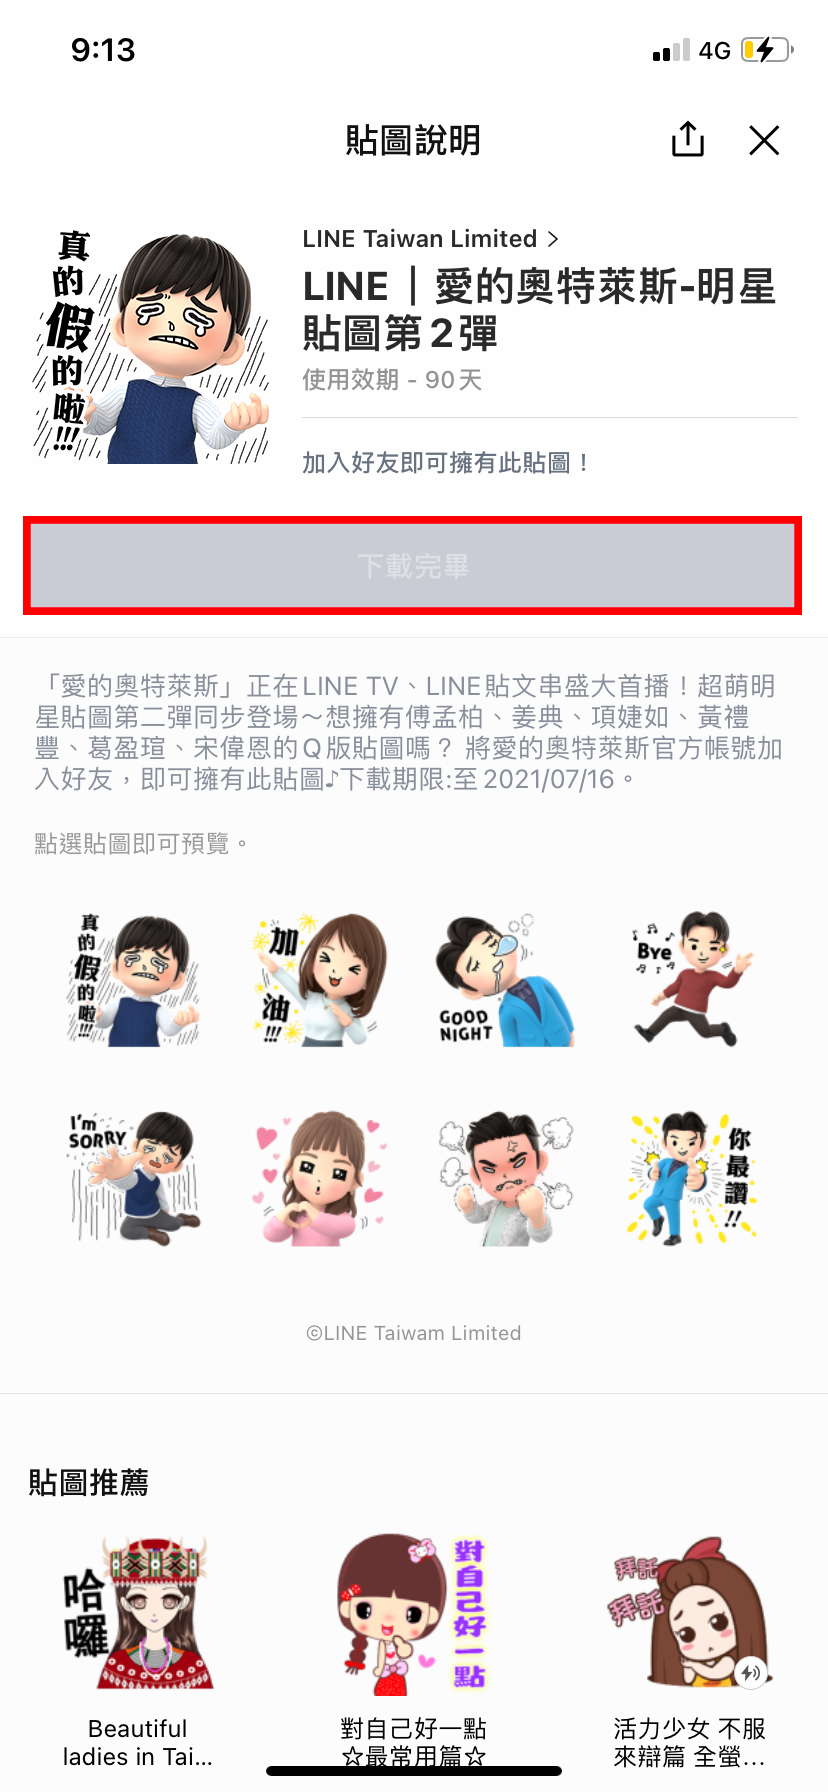 9:13
4G
貼圖說明
真的假的啦!!!
LINE Taiwan Limited >
LINE｜愛的奧特萊斯-明星
貼圖第2彈
使用效期 - 90天
加入好友即可擁有此貼圖！
下載完畢
「愛的奧特萊斯」正在LINE TV、LINE貼文串盛大首播！超萌明
星貼圖第二彈同步登場～想擁有傅孟柏、姜典、項婕如、黃禮
豐、葛盈瑄、宋偉恩的Q版貼圖嗎？ 將愛的奧特萊斯官方帳號加
入好友，即可擁有此貼圖♪下載期限:至 2021/07/16。
點選貼圖即可預覽。
真的假的啦!!!
加油!!!
GOOD
NIGHT
Bye
I'm
SORRY
你最讚!!
©LINE Taiwam Limited
貼圖推薦
哈囉
對自己好一點
拜託
拜託
Beautiful
ladies in Tai...
對自己好一點
☆最常用篇☆
活力少女 不服
來辯篇 全螢...